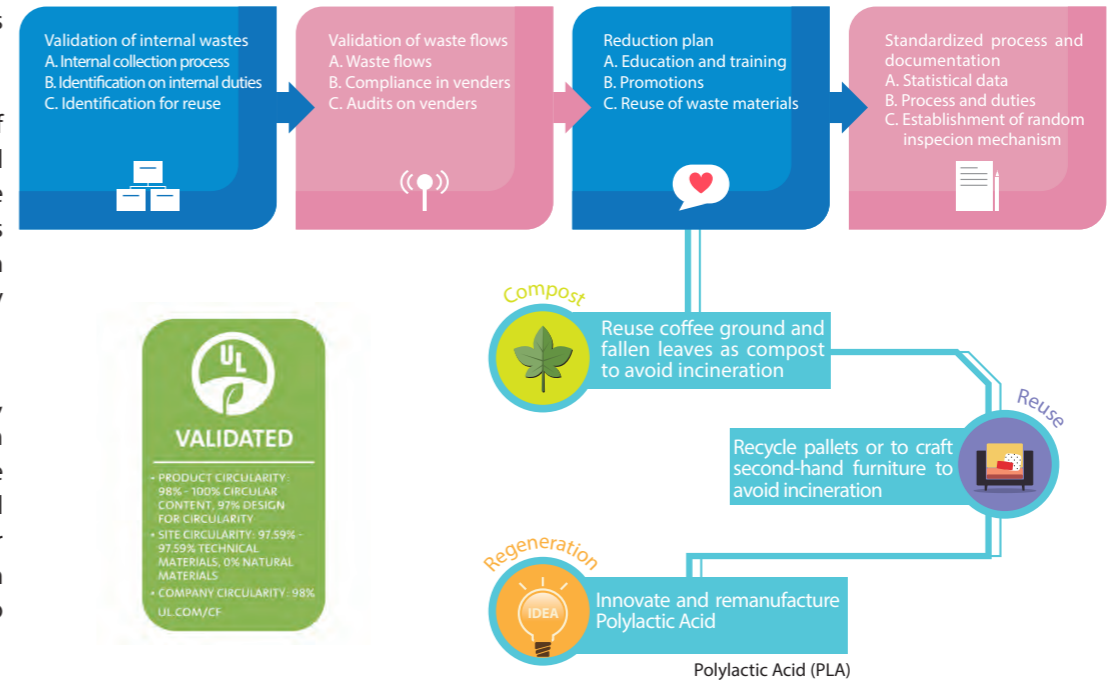 Validation of internal wastes
A. Internal collection process
B. Identification on internal duties
C. Identification for reuse
Validation of waste flows
A. Waste flows
B. Compliance in venders
C. Audits on venders
Reduction plan
A. Education and training
B. Promotions
C. Reuse of waste materials
Standardized process and
documentation
A. Statistical data
B. Process and duties
C. Establishment of random
inspecion mechanism
Compost
Reuse coffee ground and
fallen leaves as compost
to avoid incineration
Reuse
Recycle pallets or to craft
second-hand furniture to
avoid incineration
Regeneration
IDEA
Innovate and remanufacture
Polylactic Acid
Polylactic Acid (PLA)
UL
VALIDATED
• PRODUCT CIRCULARITY:
98% - 100% CIRCULAR
CONTENT, 97% DESIGN
FOR CIRCULARITY
• SITE CIRCULARITY: 97.59% -
97.59% TECHNICAL
MATERIALS, 0% NATURAL
MATERIALS
• COMPANY CIRCULARITY: 98%
UL.COM/CF